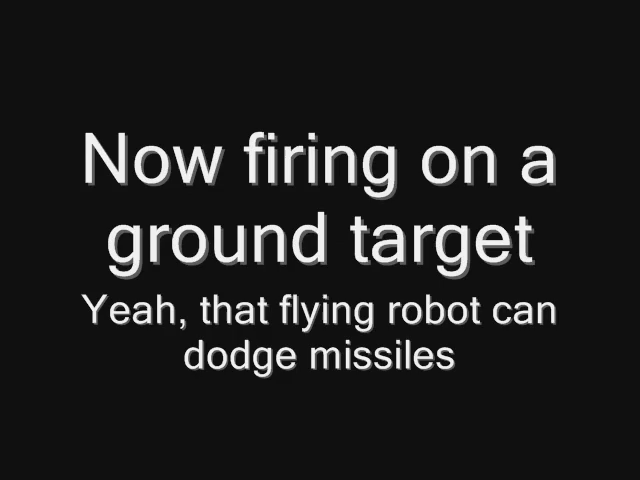 Now firing on a
ground target
Yeah, that flying robot can
dodge missiles